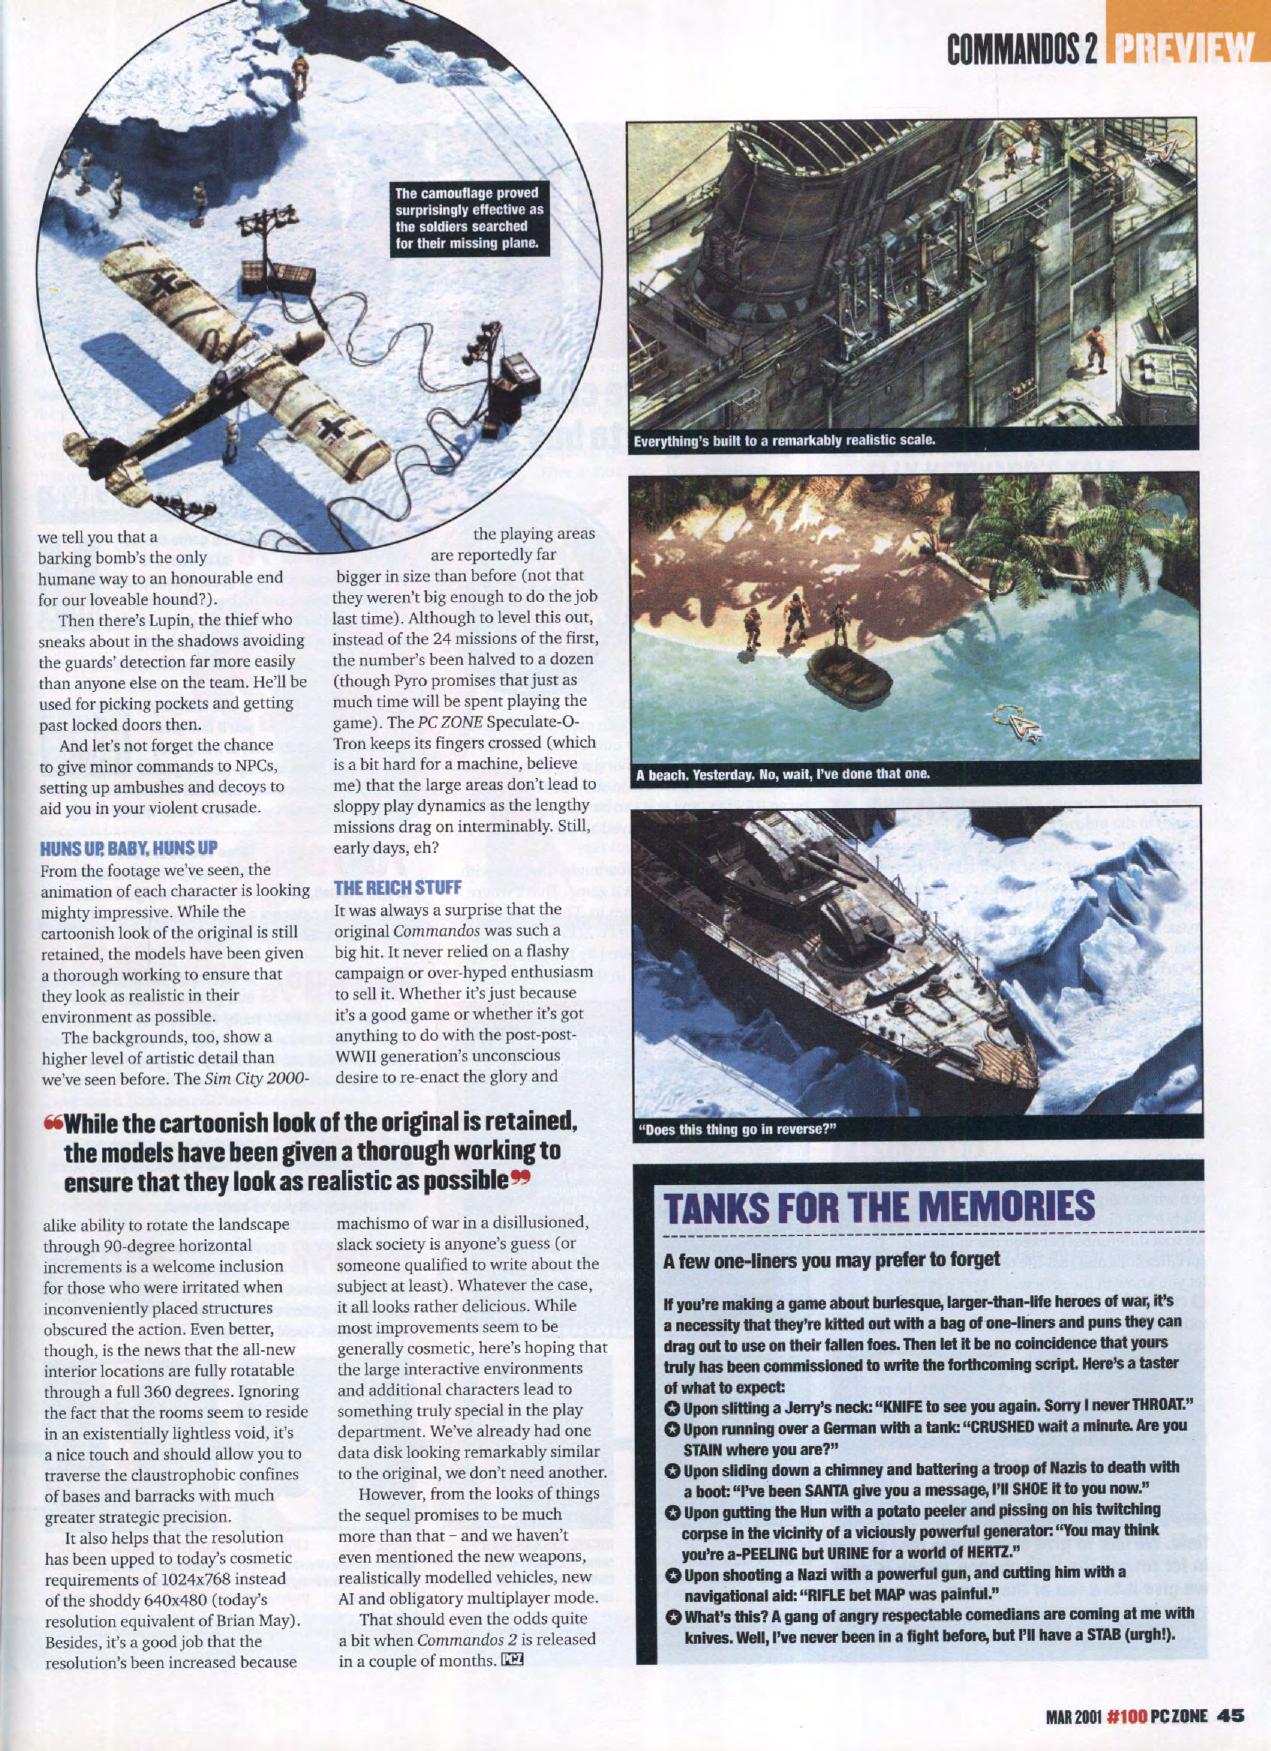 COMMANDOS 2 PREVIEW
The camouflage proved
surprisingly effective as
the soldiers searched
for their missing plane.
we tell you that a
barking bomb's the only
humane way to an honourable end
for our loveable hound?).
Then there's Lupin, the thief who
sneaks about in the shadows avoiding
the guards' detection far more easily
than anyone else on the team. He'll be
used for picking pockets and getting
past locked doors then.
And let's not forget the chance
to give minor commands to NPCs,
setting up ambushes and decoys to
aid you in your violent crusade.
HUNS UP, BABY, HUNS UP
From the footage we've seen, the
animation of each character is looking
mighty impressive. While the
cartoonish look of the original is still
retained, the models have been given
a thorough working to ensure that
they look as realistic in their
environment as possible.
The backgrounds, too, show a
higher level of artistic detail than
we've seen before. The Sim City 2000-
alike ability to rotate the landscape
through 90-degree horizontal
increments is a welcome inclusion
for those who were irritated when
inconveniently placed structures
obscured the action. Even better,
though, is the news that the all-new
interior locations are fully rotatable
through a full 360 degrees. Ignoring
the fact that the rooms seem to reside
in an existentially lightless void, it's
a nice touch and should allow you to
traverse the claustrophobic confines
of bases and barracks with much
greater strategic precision.
It also helps that the resolution
has been upped to today's cosmetic
requirements of 1024x768 instead
of the shoddy 640x480 (today's
resolution equivalent of Brian May).
Besides, it's a good job that the
resolution's been increased because
the playing areas
are reportedly far
bigger in size than before (not that
they weren't big enough to do the job
last time). Although to level this out,
instead of the 24 missions of the first,
the number's been halved to a dozen
(though Pyro promises that just as
much time will be spent playing the
game). The PC ZONE Speculate-O-
Tron keeps its fingers crossed (which
is a bit hard for a machine, believe
me) that the large areas don't lead to
sloppy play dynamics as the lengthy
missions drag on interminably. Still,
early days, eh?
THE REICH STUFF
It was always a surprise that the
original Commandos was such a
big hit. It never relied on a flashy
campaign or over-hyped enthusiasm
to sell it. Whether it's just because
it's a good game or whether it's got
anything to do with the post-post-
WWII generation's unconscious
desire to re-enact the glory and
machismo of war in a disillusioned,
slack society is anyone's guess (or
someone qualified to write about the
subject at least). Whatever the case,
it all looks rather delicious. While
most improvements seem to be
generally cosmetic, here's hoping that
the large interactive environments
and additional characters lead to
something truly special in the play
department. We've already had one
data disk looking remarkably similar
to the original, we don't need another.
However, from the looks of things
the sequel promises to be much
more than that – and we haven't
even mentioned the new weapons,
realistically modelled vehicles, new
AI and obligatory multiplayer mode.
That should even the odds quite
a bit when Commandos 2 is released
in a couple of months. PCZ
“While the cartoonish look of the original is retained,
the models have been given a thorough working to
ensure that they look as realistic as possible”
Everything's built to a remarkably realistic scale.
A beach. Yesterday. No, wait, I've done that one.
"Does this thing go in reverse?"
TANKS FOR THE MEMORIES
A few one-liners you may prefer to forget
If you're making a game about burlesque, larger-than-life heroes of war, it's
a necessity that they're kitted out with a bag of one-liners and puns they can
drag out to use on their fallen foes. Then let it be no coincidence that yours
truly has been commissioned to write the forthcoming script. Here's a taster
of what to expect:
✪ Upon slitting a Jerry's neck: "KNIFE to see you again. Sorry I never THROAT."
✪ Upon running over a German with a tank: "CRUSHED wait a minute. Are you
STAIN where you are?"
✪ Upon sliding down a chimney and battering a troop of Nazis to death with
a boot: "I've been SANTA give you a message, I'll SHOE it to you now."
✪ Upon gutting the Hun with a potato peeler and pissing on his twitching
corpse in the vicinity of a viciously powerful generator: "You may think
you're a-PEELING but URINE for a world of HERTZ."
✪ Upon shooting a Nazi with a powerful gun, and cutting him with a
navigational aid: "RIFLE bet MAP was painful."
✪ What's this? A gang of angry respectable comedians are coming at me with
knives. Well, I've never been in a fight before, but I'll have a STAB (urgh!).
MAR 2001 #100 PC ZONE 45